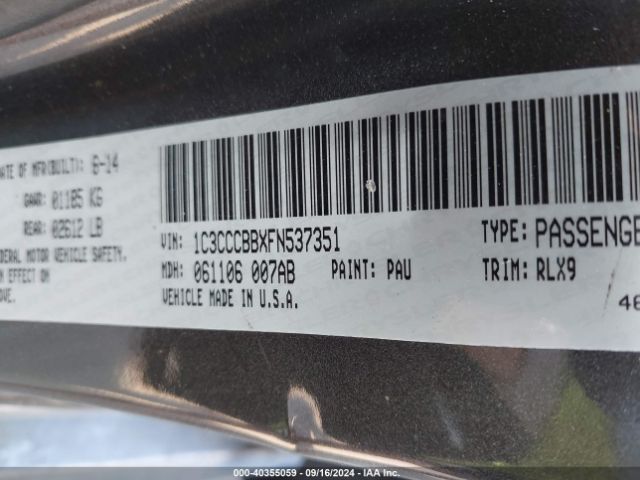 ATE OF MFR(BUILT): 6-14
GAWR: 01185 KG
REAR: 02612 LB
DERAL MOTOR VEHICLE SAFETY,
IN EFFECT ON
OVE.
VIN: 1C3CCCBBXFN537351
TYPE: PASSENGE
MDH: 061106 007AB PAINT: PAU TRIM: RLX9
VEHICLE MADE IN U.S.A.
000-40355059 - 09/16/2024 - IAA Inc.